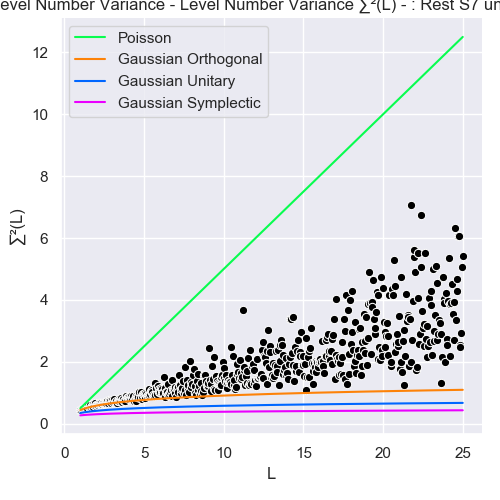 evel Number Variance - Level Number Variance ∑²(L) - : Rest S7 un
Poisson
Gaussian Orthogonal
Gaussian Unitary
Gaussian Symplectic
12
10
8
6
4
2
0
∑²(L)
0 5 10 15 20 25
L